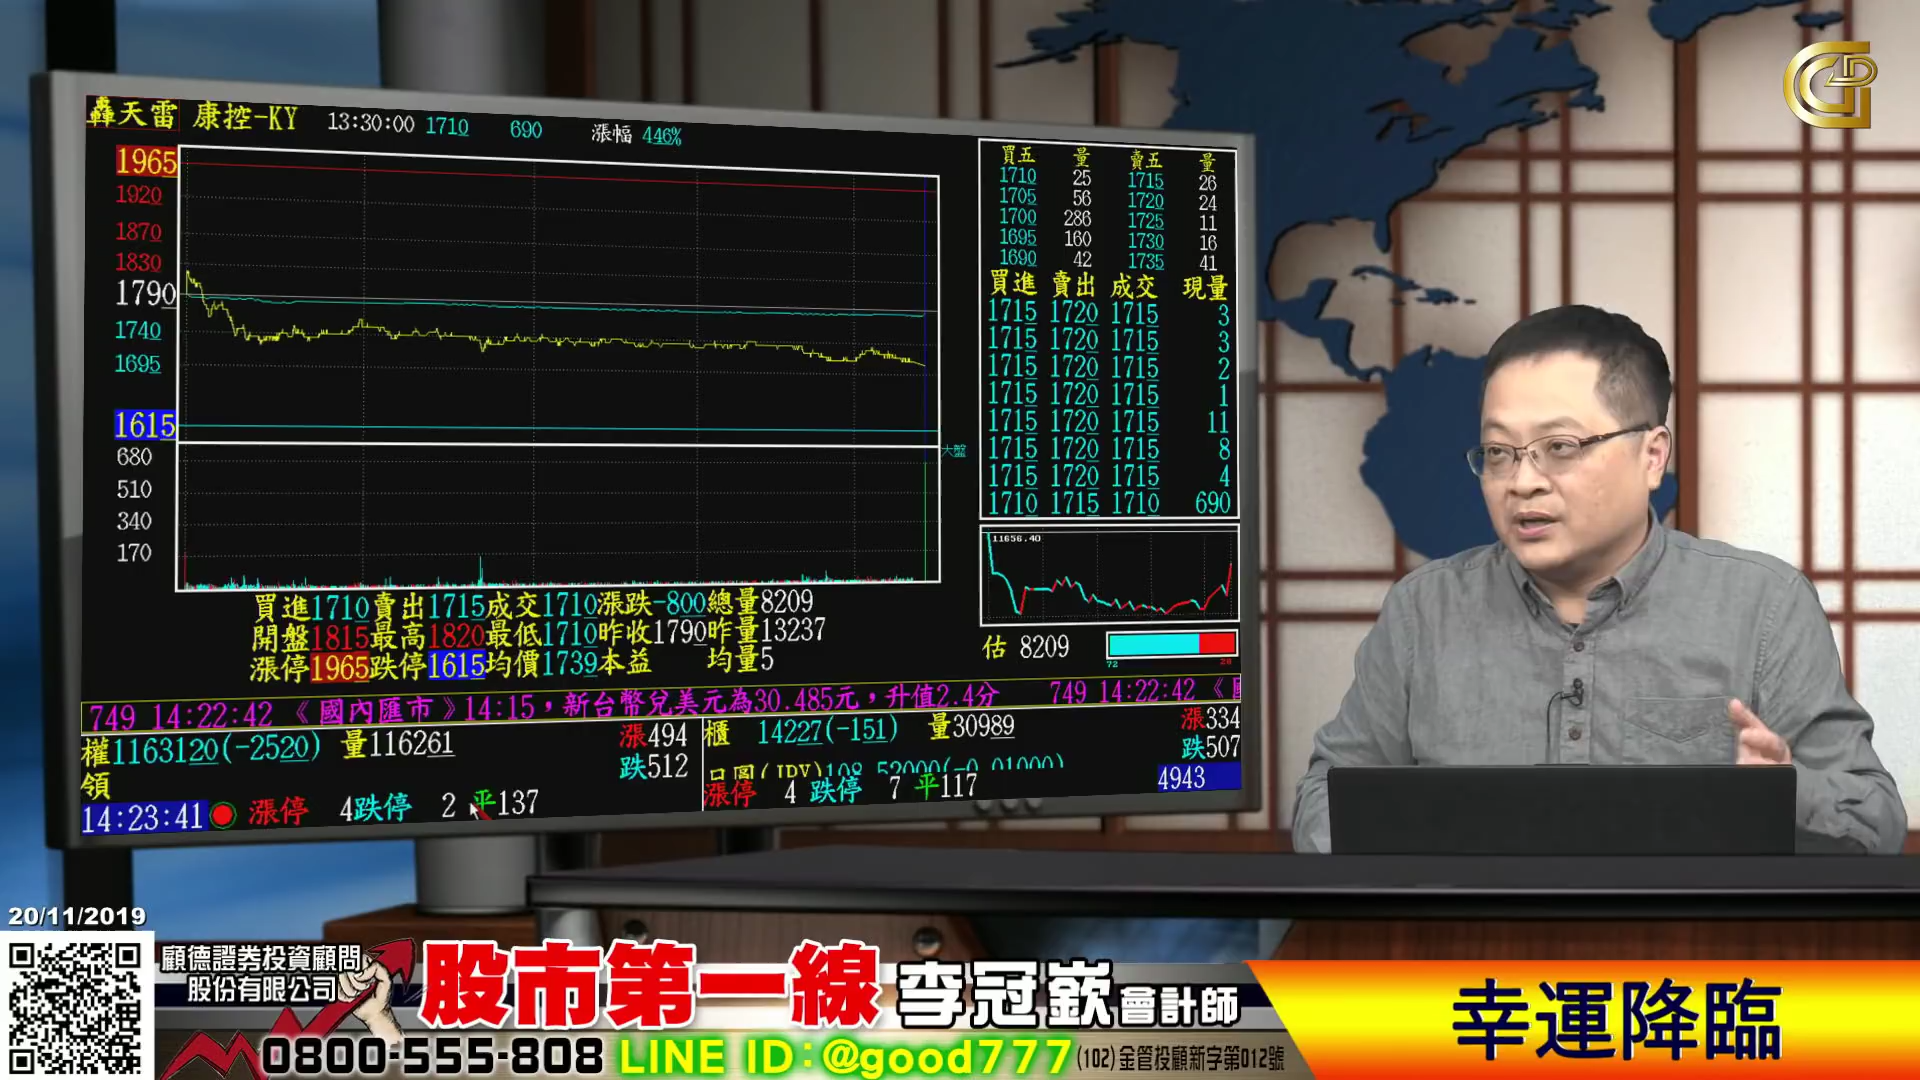 轟天雷 康控-KY 13:30:00 1710 690 漲幅 446%
1965
1920
1870
1830
1790
1740
1695
1615
680
510
340
170
大盤
買五 量 賣五 量
1710 25 1715 26
1705 56 1720 24
1700 286 1725 11
1695 160 1730 16
1690 42 1735 41
買進 賣出 成交 現量
1715 1720 1715 3
1715 1720 1715 3
1715 1720 1715 2
1715 1720 1715 1
1715 1720 1715 11
1715 1720 1715 8
1715 1720 1715 4
1710 1715 1710 690
11656.40
估 8209
72 28
買進1710賣出1715成交1710漲跌-800總量8209
開盤1815最高1820最低1710昨收1790昨量13237
漲停1965跌停1615均價1739本益 均量5
749 14:22:42《國內匯市》14:15，新台幣兌美元為30.485元，升值2.4分 749 14:22:42《
權1163120(-2520) 量116261 漲494
跌512
領
14:23:41 漲停 4跌停 2 平137
櫃 14227(-151) 量30989 漲334
跌507
日圓(JPY)108.52000(-0.01000)
漲停 4 跌停 7 平117
4943
20/11/2019
顧德證券投資顧問
股份有限公司
股市第一線 李冠嶔會計師
0800-555-808 LINE ID:@good777 (102)金管投顧新字第012號
幸運降臨